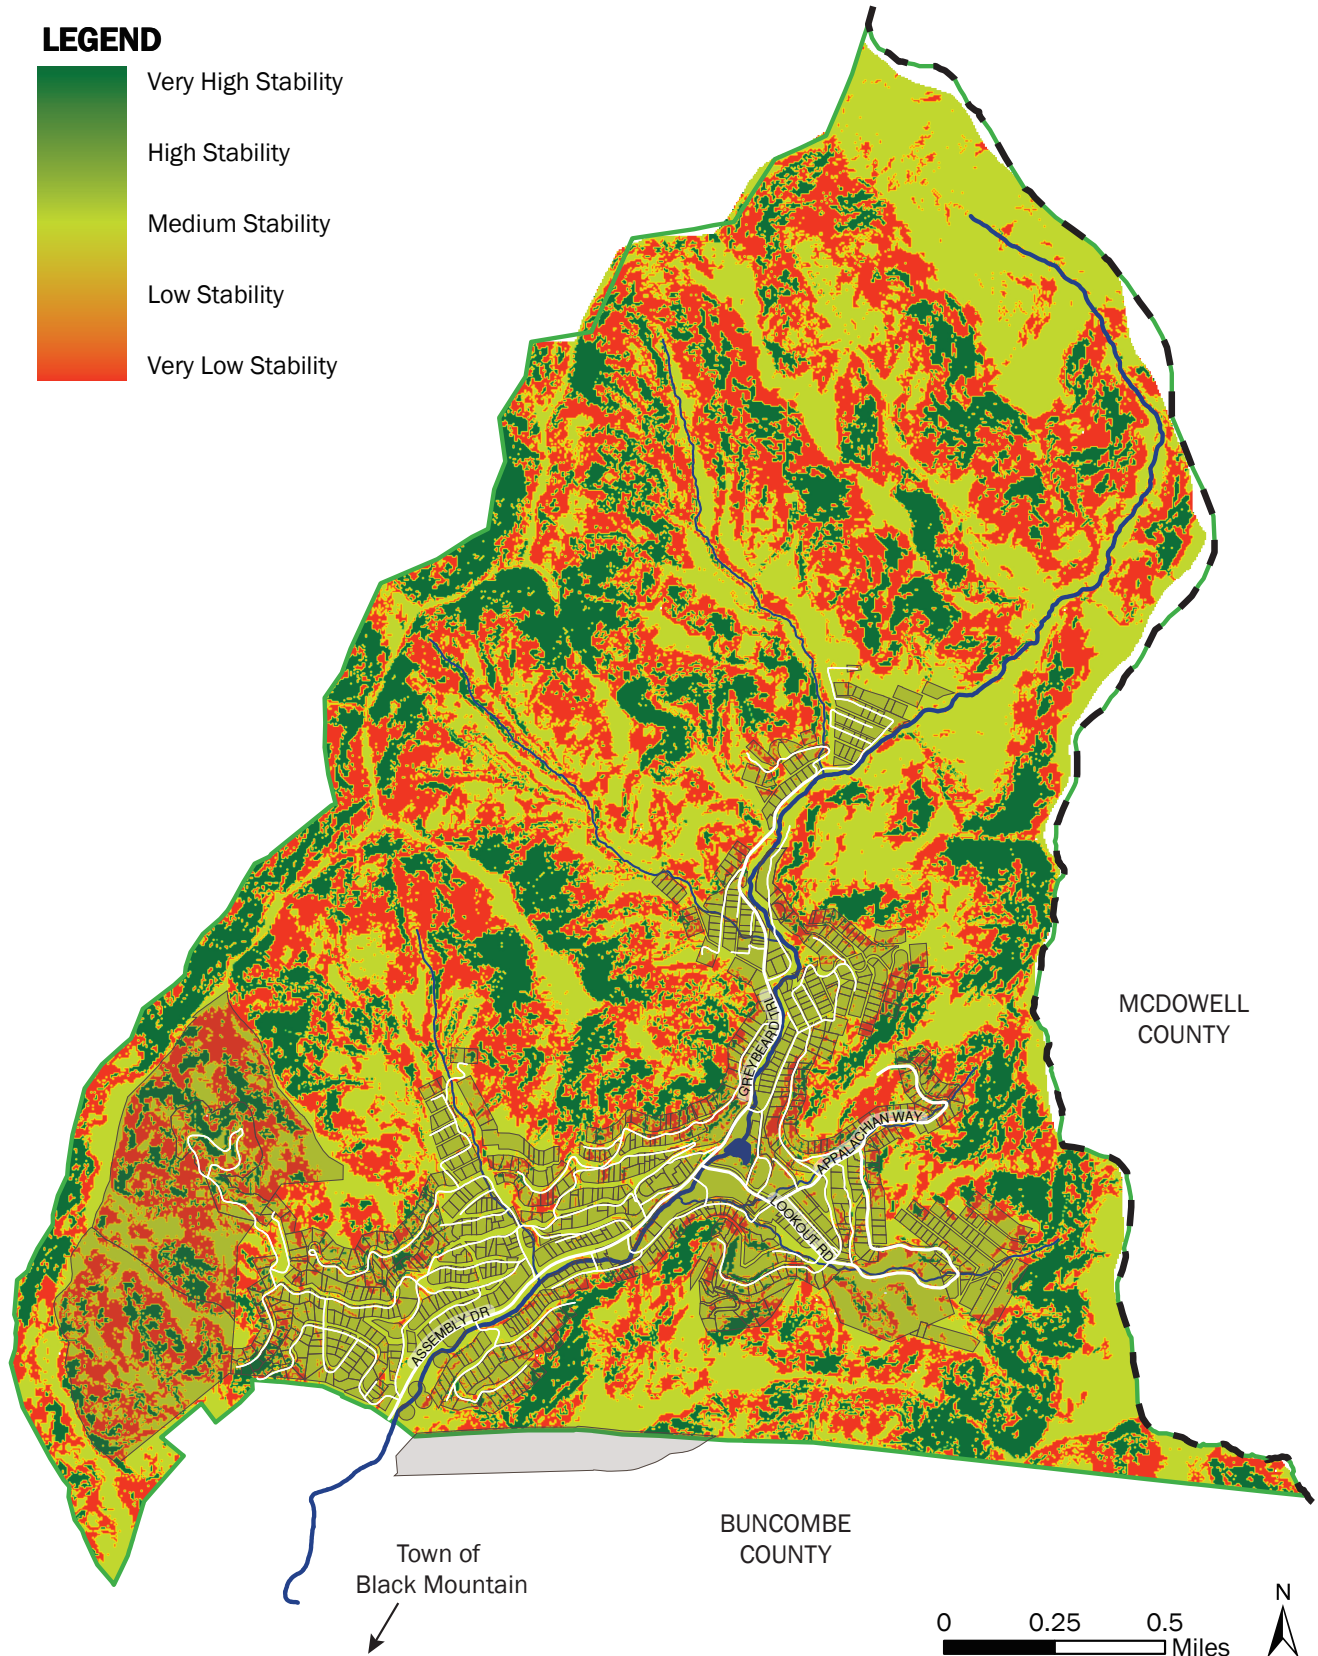 LEGEND
Very High Stability
High Stability
Medium Stability
Low Stability
Very Low Stability
GREYBEARD TRL
APPALACHIAN WAY
LOOKOUT RD
ASSEMBLY DR
MCDOWELL
COUNTY
BUNCOMBE
COUNTY
Town of
Black Mountain
N
0 0.25 0.5
Miles